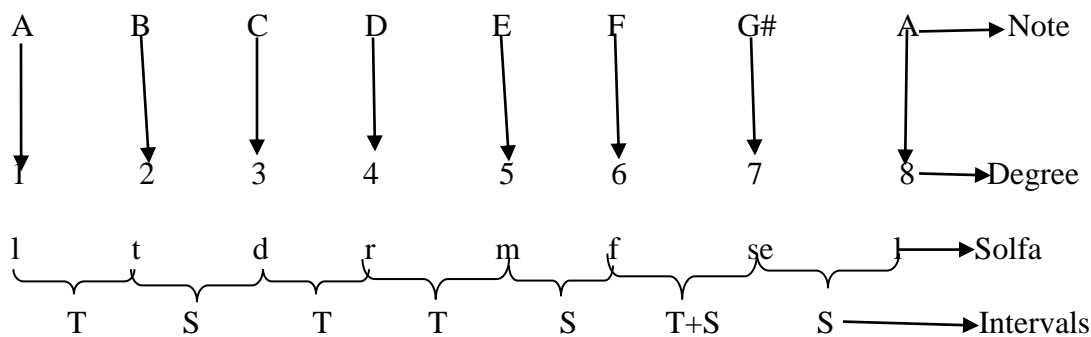 A B C D E F G# A Note
1 2 3 4 5 6 7 8 Degree
l t d r m f se l Solfa
T S T T S T+S S Intervals